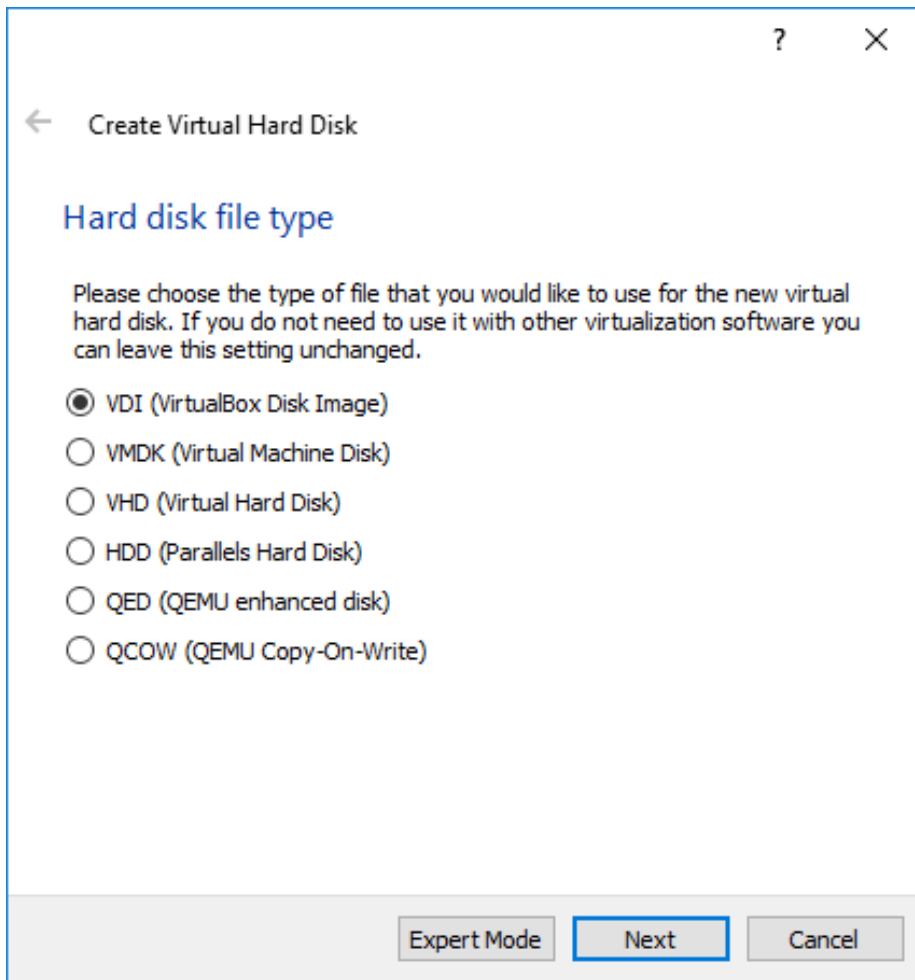 ?
Create Virtual Hard Disk
Hard disk file type
Please choose the type of file that you would like to use for the new virtual
hard disk. If you do not need to use it with other virtualization software you
can leave this setting unchanged.
VDI (VirtualBox Disk Image)
VMDK (Virtual Machine Disk)
VHD (Virtual Hard Disk)
HDD (Parallels Hard Disk)
QED (QEMU enhanced disk)
QCOW (QEMU Copy-On-Write)
Expert Mode Next Cancel